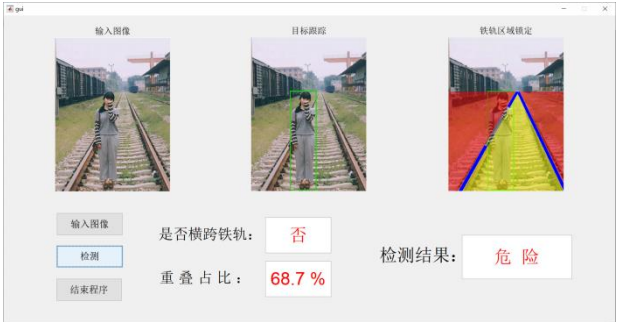 gui
输入图像 目标跟踪 铁轨区域锁定
输入图像
是否横跨铁轨: 否
检测
检测结果: 危 险
重 叠 占 比 : 68.7 %
结束程序